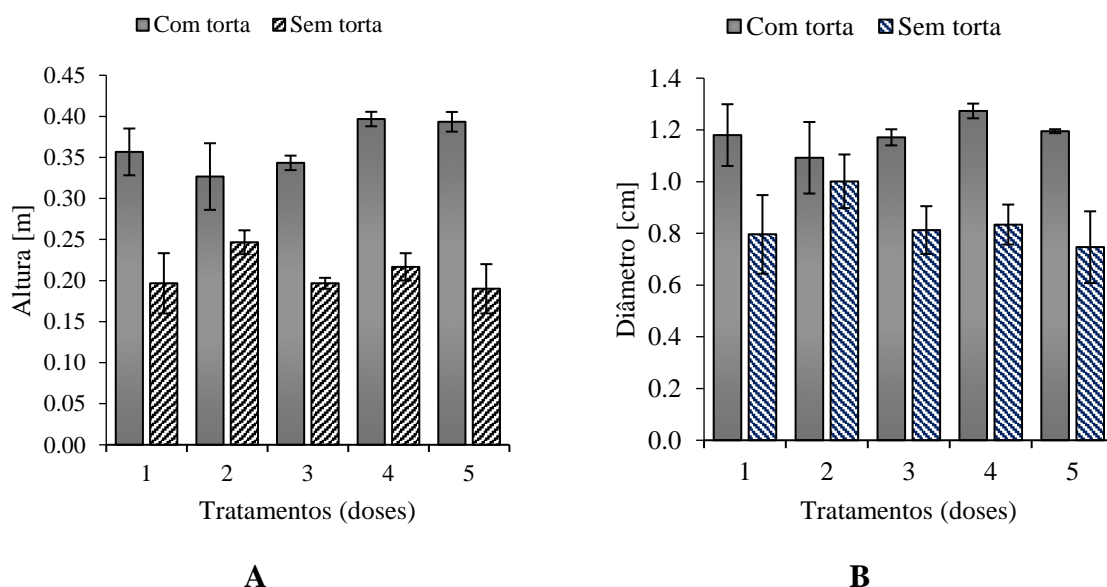 Com torta Sem torta
Altura [m]
0.45
0.40
0.35
0.30
0.25
0.20
0.15
0.10
0.05
0.00
1 2 3 4 5
Tratamentos (doses)
A
Com torta Sem torta
Diâmetro [cm]
1.4
1.2
1.0
0.8
0.6
0.4
0.2
0.0
1 2 3 4 5
Tratamentos (doses)
B